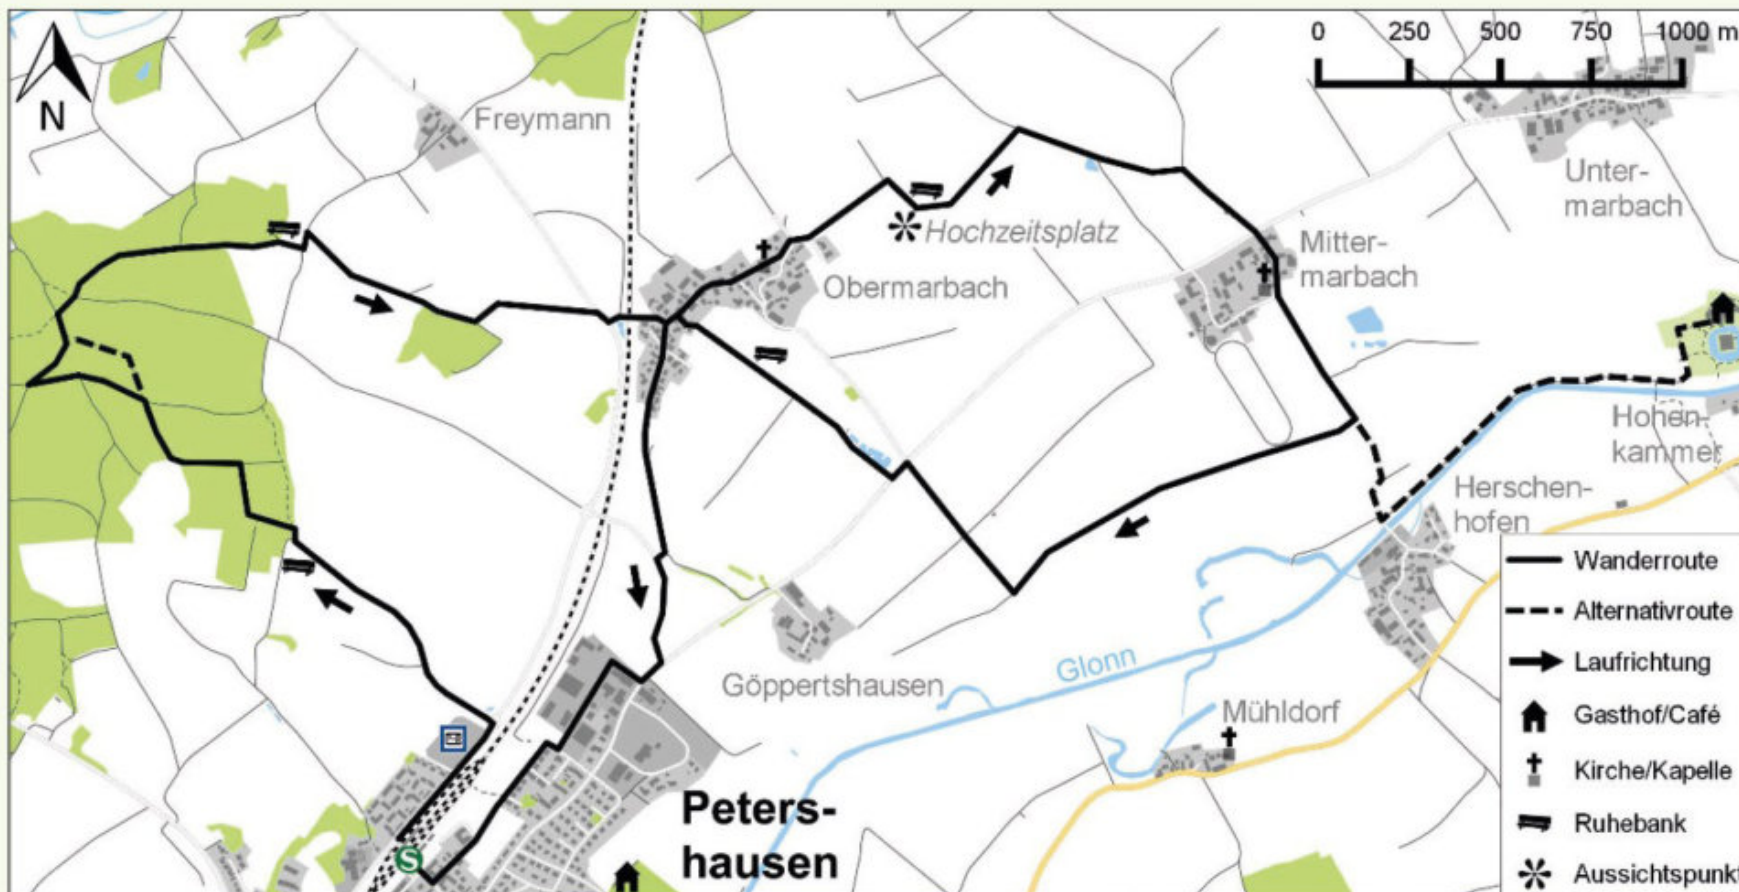 0 250 500 750 1000 m
N
Freymann
Unter-
marbach
Hochzeitsplatz
Mitter-
marbach
Obermarbach
Hohen-
kammer
Herschen-
hofen
Wanderroute
Alternativroute
Laufrichtung
Glonn
Göppertshausen
Mühldorf
Gasthof/Café
Kirche/Kapelle
Peters-
hausen
Ruhebank
S
Aussichtspunkt